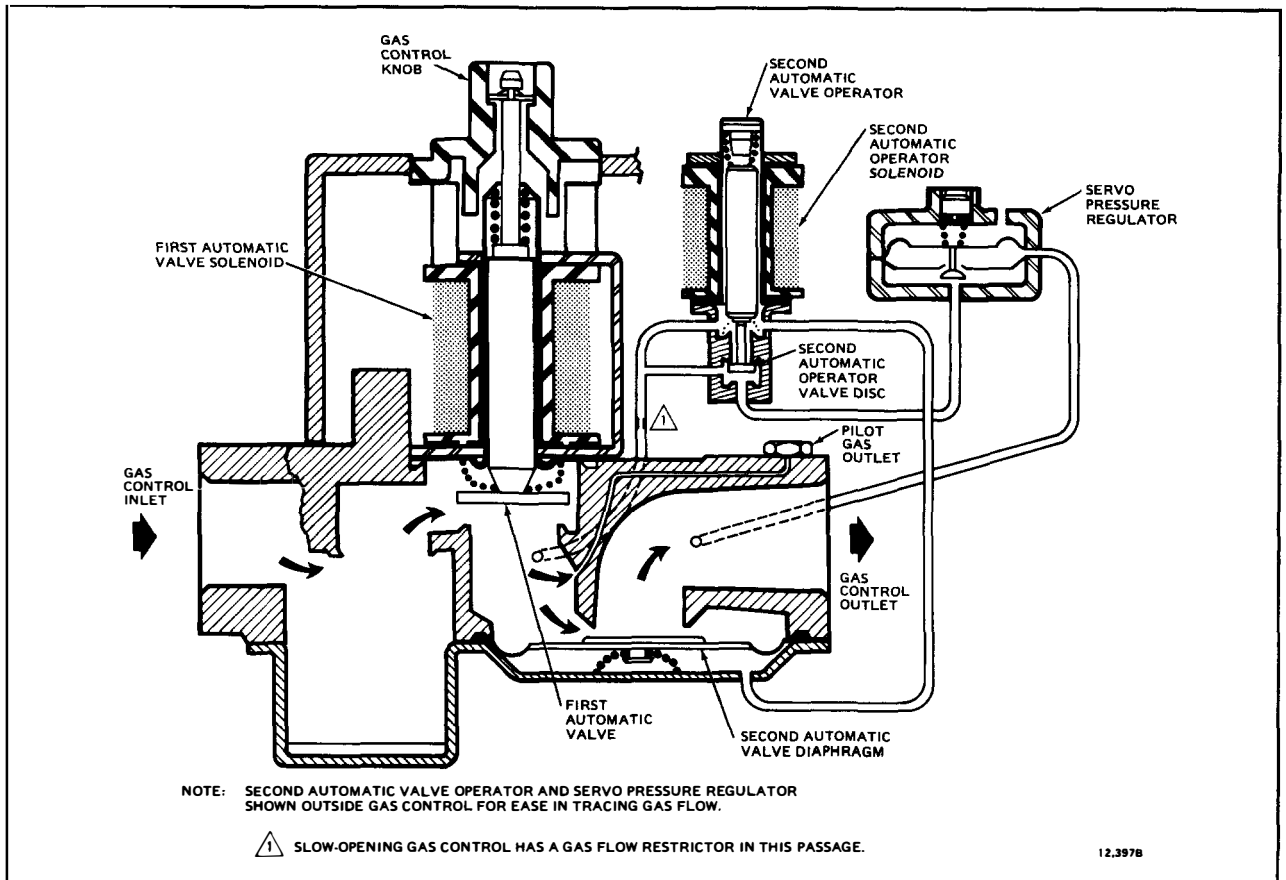 GAS
CONTROL
KNOB
SECOND
AUTOMATIC
VALVE OPERATOR
SECOND
AUTOMATIC
OPERATOR
SOLENOID
SERVO
PRESSURE
REGULATOR
FIRST AUTOMATIC
VALVE SOLENOID
SECOND
AUTOMATIC
OPERATOR
VALVE DISC
1
PILOT
GAS
OUTLET
GAS
CONTROL
INLET
GAS
CONTROL
OUTLET
FIRST
AUTOMATIC
VALVE
SECOND AUTOMATIC
VALVE DIAPHRAGM
NOTE: SECOND AUTOMATIC VALVE OPERATOR AND SERVO PRESSURE REGULATOR
SHOWN OUTSIDE GAS CONTROL FOR EASE IN TRACING GAS FLOW.
1 SLOW-OPENING GAS CONTROL HAS A GAS FLOW RESTRICTOR IN THIS PASSAGE.
12,397B